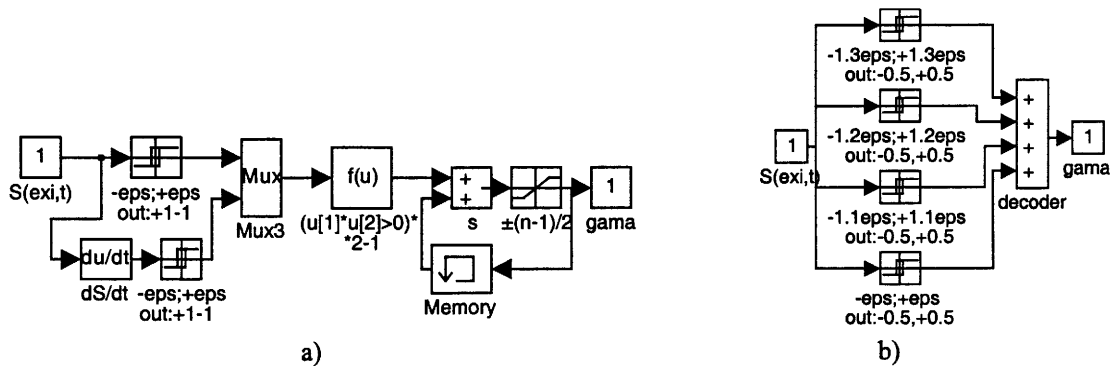 1
S(exi,t)
-eps;+eps
out:+1-1
du/dt
dS/dt
-eps;+eps
out:+1-1
Mux
Mux3
f(u)
(u[1]*u[2]>0)*
*2-1
+
+
s
±(n-1)/2
1
gama
Memory
a)
1
S(exi,t)
-1.3eps;+1.3eps
out:-0.5,+0.5
-1.2eps;+1.2eps
out:-0.5,+0.5
-1.1eps;+1.1eps
out:-0.5,+0.5
-eps;+eps
out:-0.5,+0.5
+
+
+
+
decoder
1
gama
b)